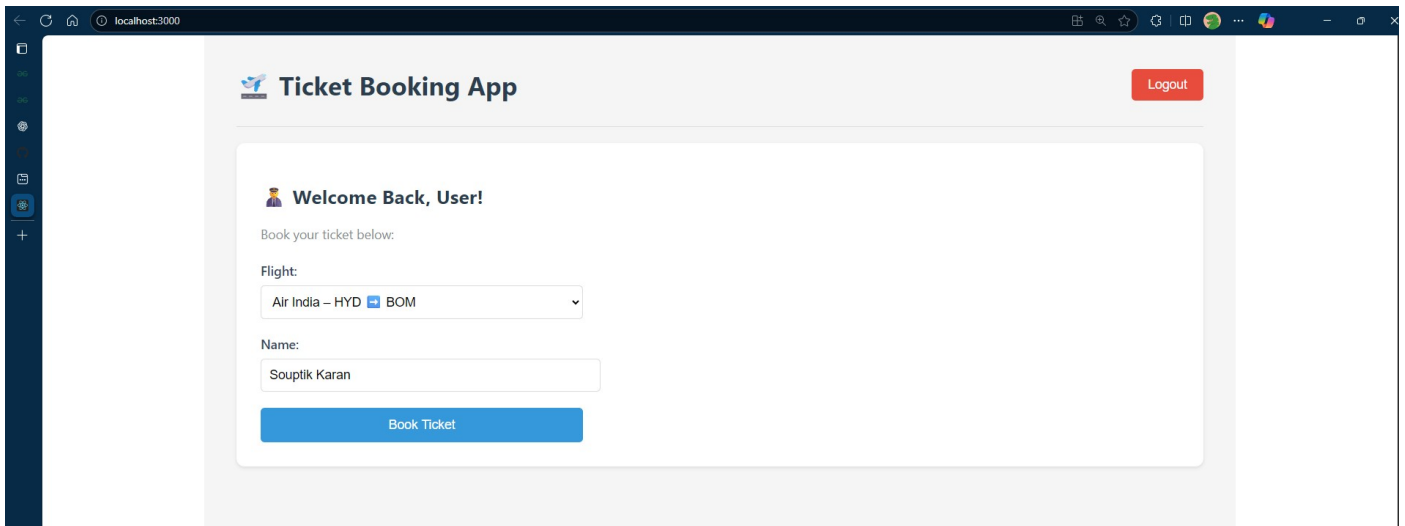 localhost:3000
Ticket Booking App
Logout
Welcome Back, User!
Book your ticket below:
Flight:
Air India – HYD ➡️ BOM
Name:
Souptik Karan
Book Ticket